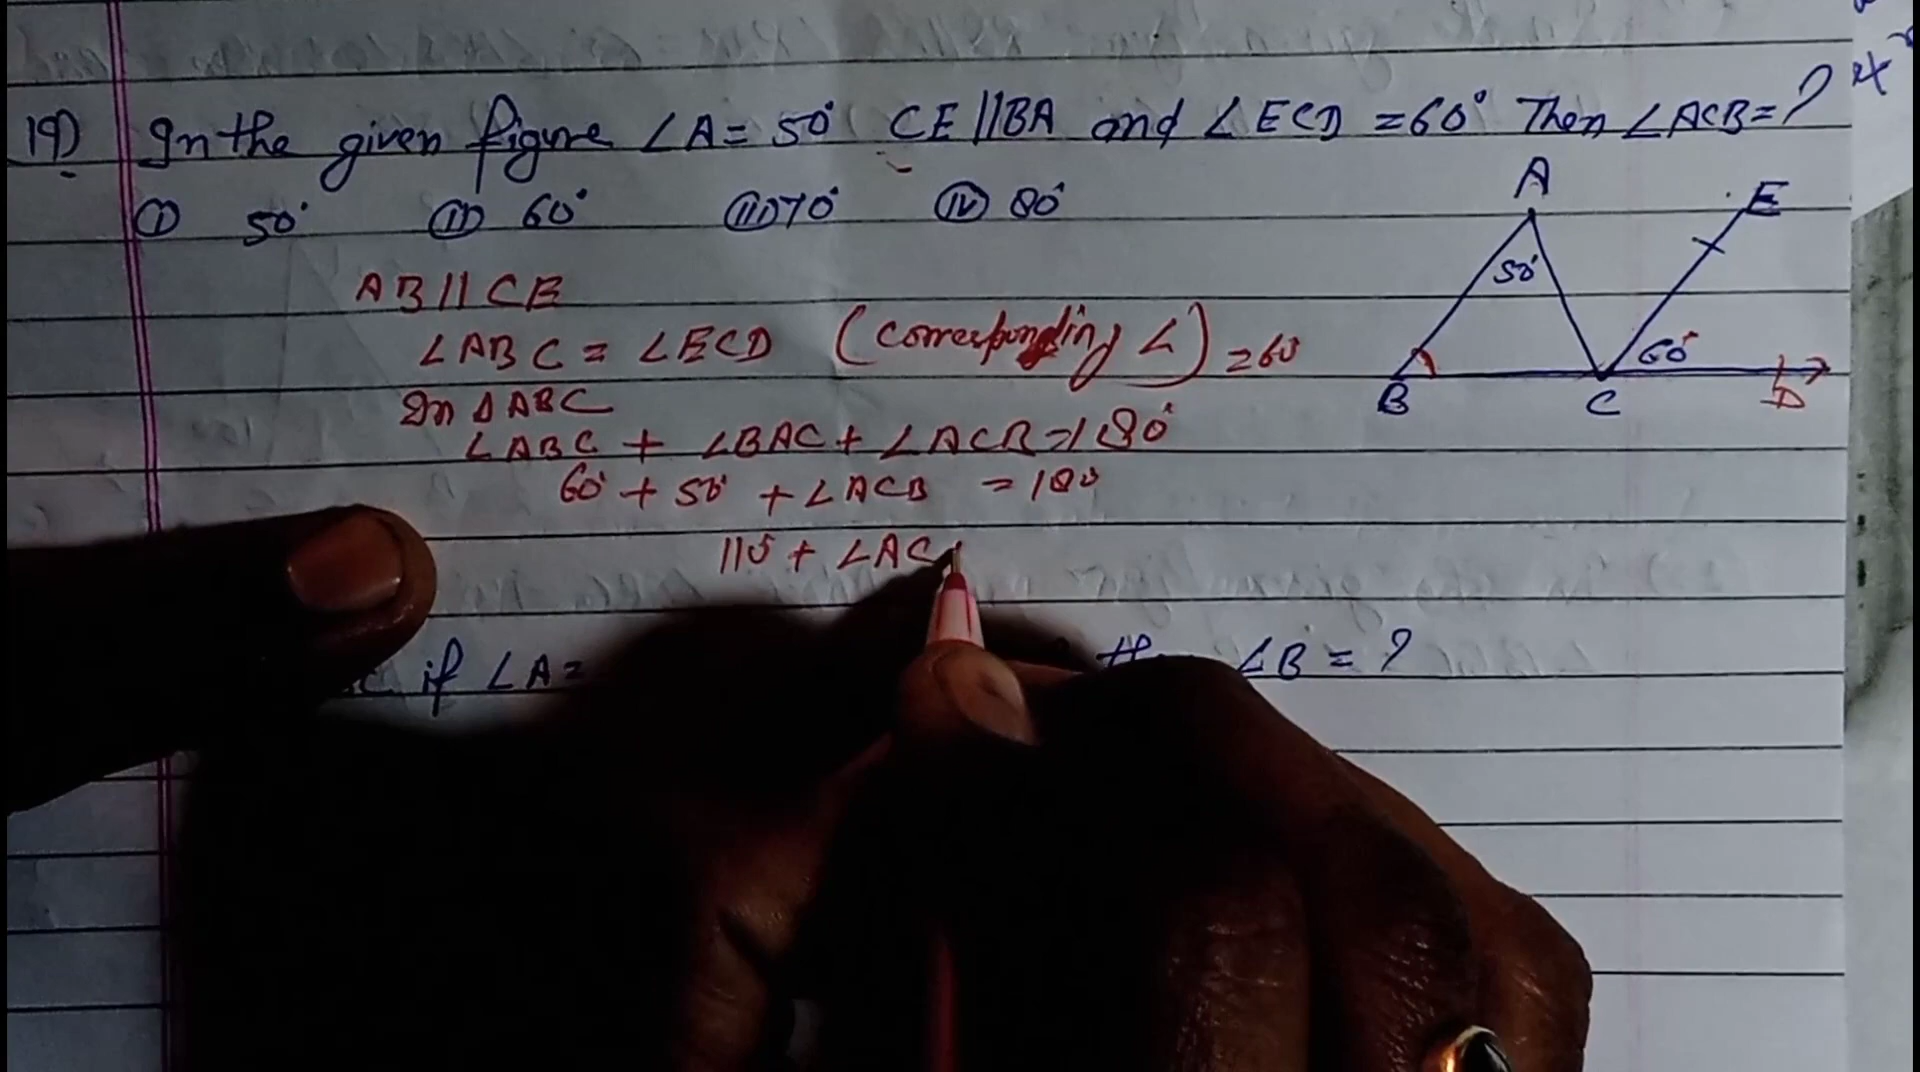 19) In the given figure ∠A = 50° CE//BA and ∠ECD = 60° Then ∠ACB = ?
(I) 50° (II) 60° (III) 70° (IV) 80°
A
E
50°
60°
B
C
D
AB//CE
∠ABC = ∠ECD (corresponding ∠) = 60°
In △ABC
∠ABC + ∠BAC + ∠ACB = 180°
60° + 50° + ∠ACB = 180°
110° + ∠AC
if ∠A = ∠B = ?